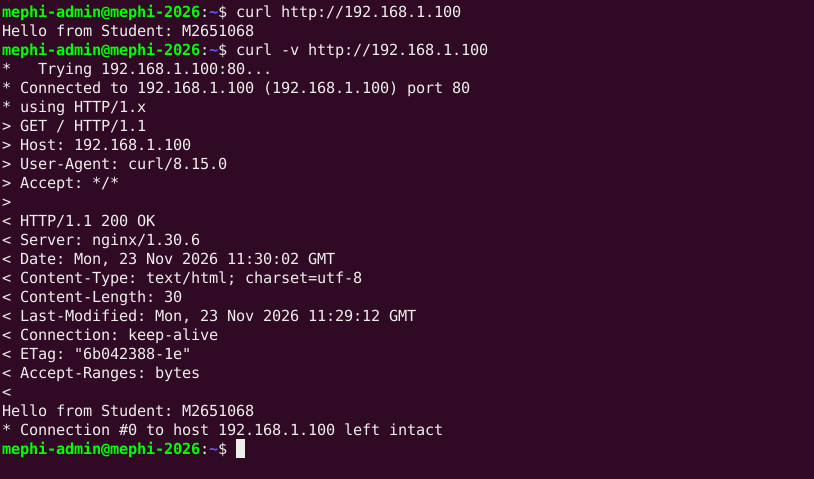 mephi-admin@mephi-2026:~$ curl http://192.168.1.100
Hello from Student: M2651068
mephi-admin@mephi-2026:~$ curl -v http://192.168.1.100
*   Trying 192.168.1.100:80...
* Connected to 192.168.1.100 (192.168.1.100) port 80
* using HTTP/1.x
> GET / HTTP/1.1
> Host: 192.168.1.100
> User-Agent: curl/8.15.0
> Accept: */*
>
< HTTP/1.1 200 OK
< Server: nginx/1.30.6
< Date: Mon, 23 Nov 2026 11:30:02 GMT
< Content-Type: text/html; charset=utf-8
< Content-Length: 30
< Last-Modified: Mon, 23 Nov 2026 11:29:12 GMT
< Connection: keep-alive
< ETag: "6b042388-1e"
< Accept-Ranges: bytes
<
Hello from Student: M2651068
* Connection #0 to host 192.168.1.100 left intact
mephi-admin@mephi-2026:~$